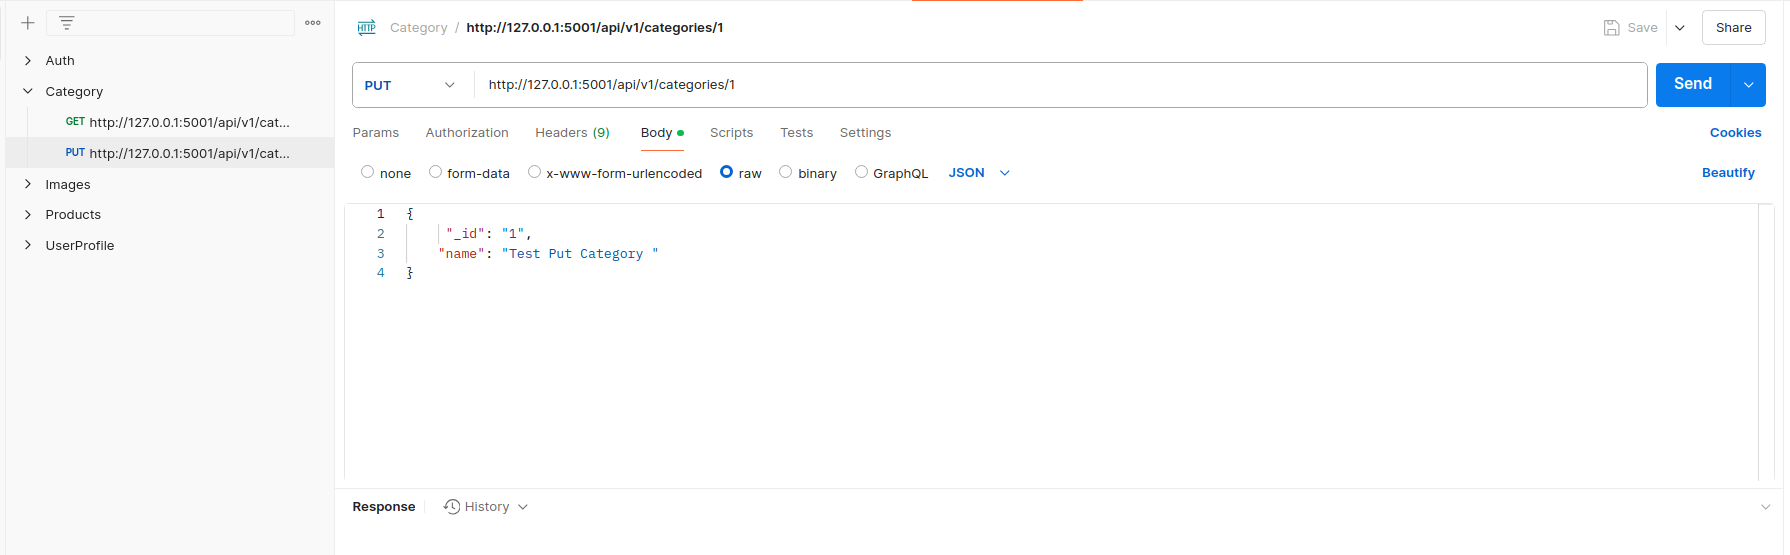 Auth
Category
GET http://127.0.0.1:5001/api/v1/cat...
PUT http://127.0.0.1:5001/api/v1/cat...
Images
Products
UserProfile
HTTP Category / http://127.0.0.1:5001/api/v1/categories/1
Save
Share
PUT http://127.0.0.1:5001/api/v1/categories/1
Send
Params Authorization Headers (9) Body Scripts Tests Settings
Cookies
none form-data x-www-form-urlencoded raw binary GraphQL JSON
Beautify
1 {
2 "_id": "1",
3 "name": "Test Put Category "
4 }
Response History